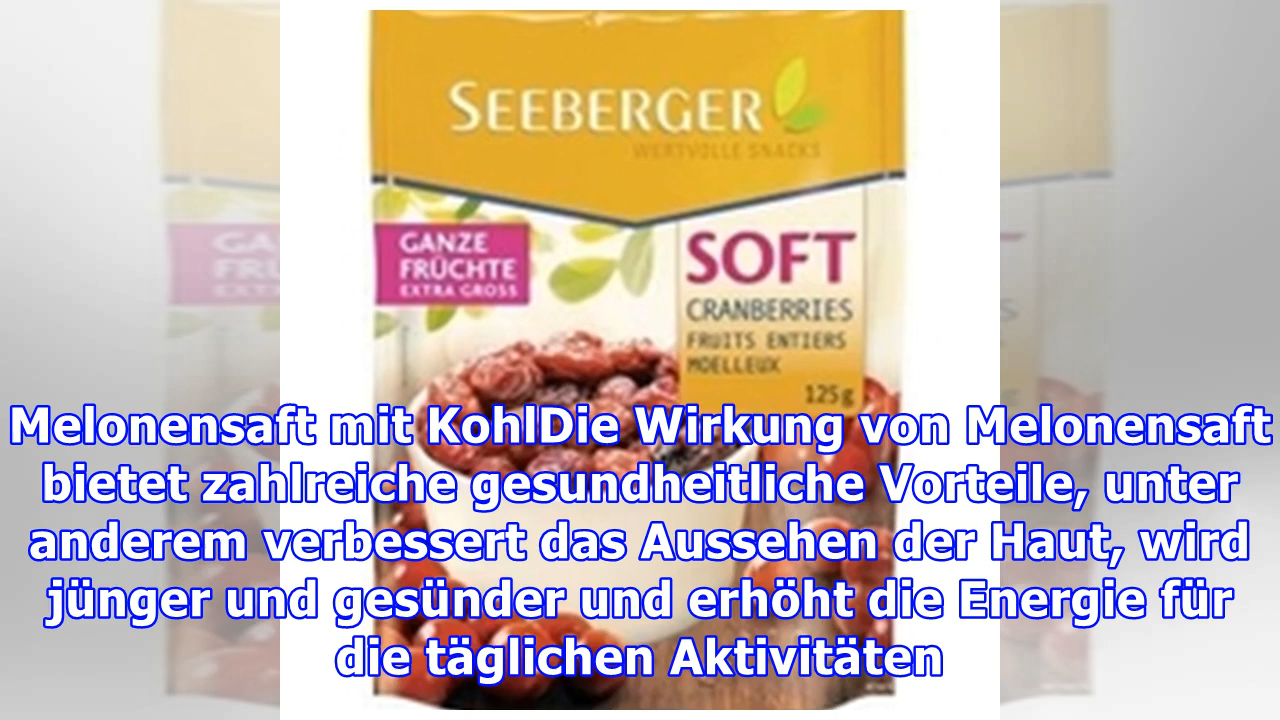 SEEBERGER
WERTVOLLE SNACKS
GANZE
FRÜCHTE
EXTRA GROSS
SOFT
CRANBERRIES
FRUITS ENTIERS
MOELLEUX
125g
Melonensaft mit KohlDie Wirkung von Melonensaft
bietet zahlreiche gesundheitliche Vorteile, unter
anderem verbessert das Aussehen der Haut, wird
jünger und gesünder und erhöht die Energie für
die täglichen Aktivitäten